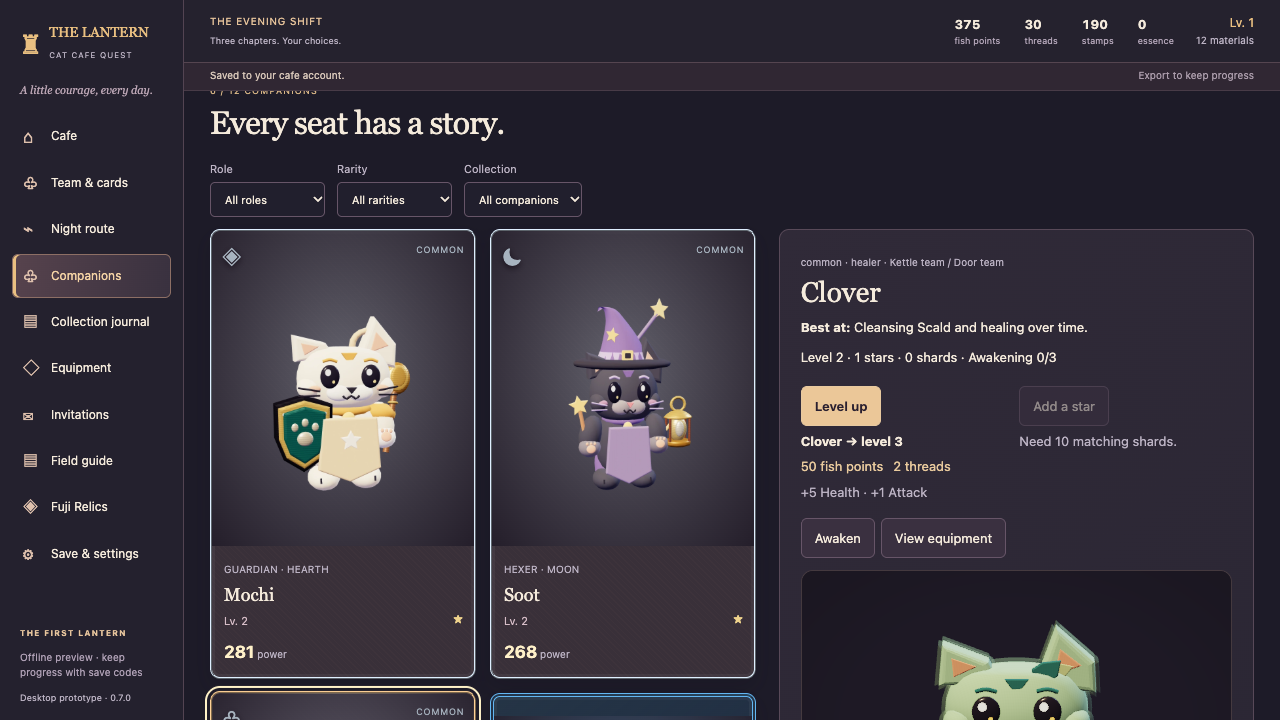 THE LANTERN
CAT CAFE QUEST
A little courage, every day.
Cafe
Team & cards
Night route
Companions
Collection journal
Equipment
Invitations
Field guide
Fuji Relics
Save & settings
THE FIRST LANTERN
Offline preview · keep
progress with save codes
Desktop prototype · 0.7.0
THE EVENING SHIFT
Three chapters. Your choices.
375
fish points
30
threads
190
stamps
0
essence
Lv. 1
12 materials
Saved to your cafe account.
Export to keep progress
/ 12 COMPANIONS
Every seat has a story.
Role
Rarity
Collection
All roles
All rarities
All companions
COMMON
GUARDIAN · HEARTH
Mochi
Lv. 2
281 power
COMMON
HEXER · MOON
Soot
Lv. 2
268 power
COMMON
common · healer · Kettle team / Door team
Clover
Best at: Cleansing Scald and healing over time.
Level 2 · 1 stars · 0 shards · Awakening 0/3
Level up
Clover → level 3
50 fish points 2 threads
+5 Health · +1 Attack
Add a star
Need 10 matching shards.
Awaken
View equipment